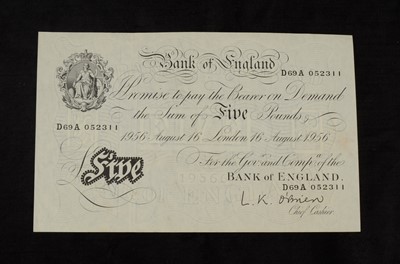 Bank of England
D69A 052311
I Promise to pay the Bearer on Demand
the Sum of Five Pounds
D69A 052311
1956 August 16 London 16 August 1956
For the Govr. and Compa. of the
Five
BANK OF ENGLAND.
D69A 052311
L. K. O'Brien
Chief Cashier